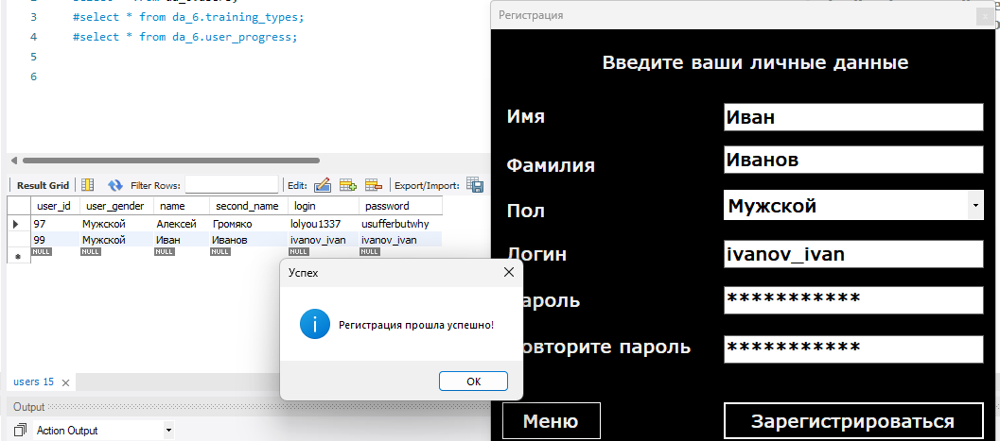 2
3 #select * from da_6.training_types;
4 #select * from da_6.user_progress;
5
6
Result Grid Filter Rows: Edit: Export/Import:
user_id user_gender name second_name login password
97 Мужской Алексей Громяко lolyou1337 usufferbutwhy
99 Мужской Иван Иванов ivanov_ivan ivanov_ivan
NULL NULL NULL NULL NULL NULL
users 15
Output
Action Output
Регистрация
Введите ваши личные данные
Имя Иван
Фамилия Иванов
Пол Мужской
Логин ivanov_ivan
ароль ***********
овторите пароль ***********
Меню Зарегистрироваться
Успех
Регистрация прошла успешно!
OK